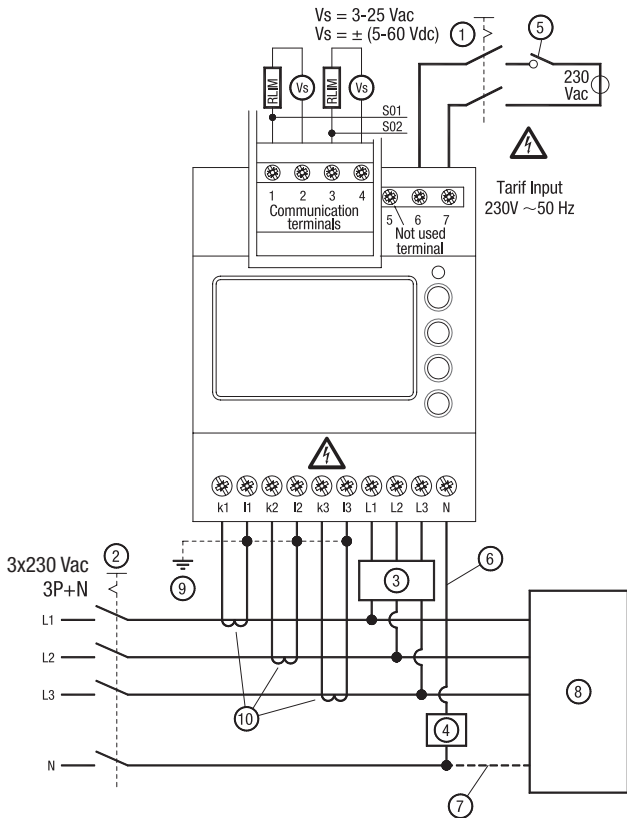 Vs = 3-25 Vac
Vs = ± (5-60 Vdc)
1
5
RLIM
Vs
RLIM
Vs
230
Vac
S01
S02
1 2 3 4
Communication
terminals
5 6 7
Not used
terminal
Tarif Input
230V ~50 Hz
k1 l1 k2 l2 k3 l3 L1 L2 L3 N
3x230 Vac
3P+N
2
9
3
6
L1
L2
L3
10
8
4
N
7